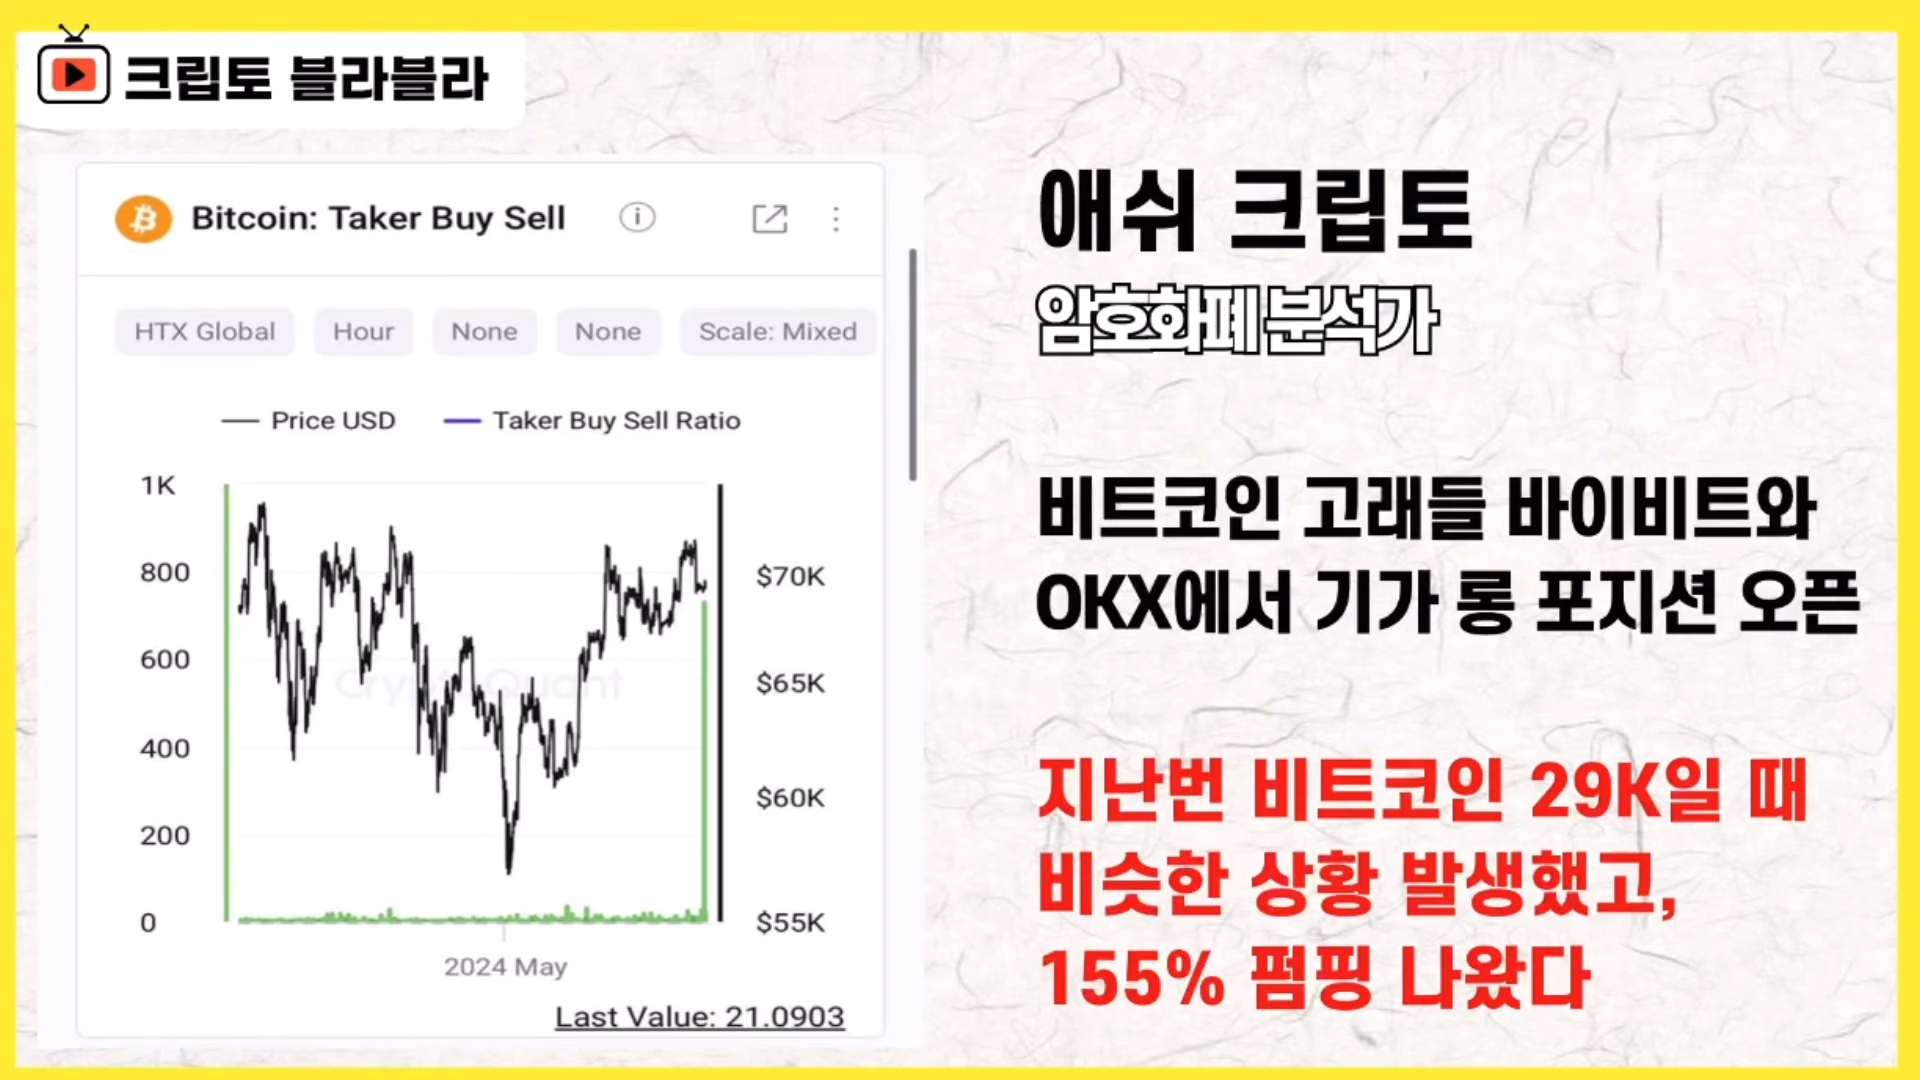 크립토 블라블라
Bitcoin: Taker Buy Sell
HTX Global Hour None None Scale: Mixed
Price USD Taker Buy Sell Ratio
1K
800
600
400
200
0
$70K
$65K
$60K
$55K
CryptoQuant
2024 May
Last Value: 21.0903
애쉬 크립토
암호화폐 분석가
비트코인 고래들 바이비트와
OKX에서 기가 롱 포지션 오픈
지난번 비트코인 29K일 때
비슷한 상황 발생했고,
155% 펌핑 나왔다